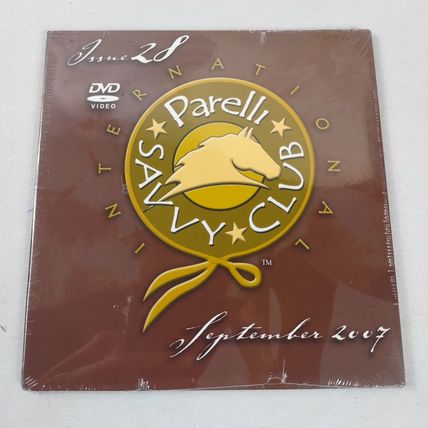 Issue 28
DVD
VIDEO
INTERNATIONAL
Parelli
SAVVY CLUB
TM
September 2007